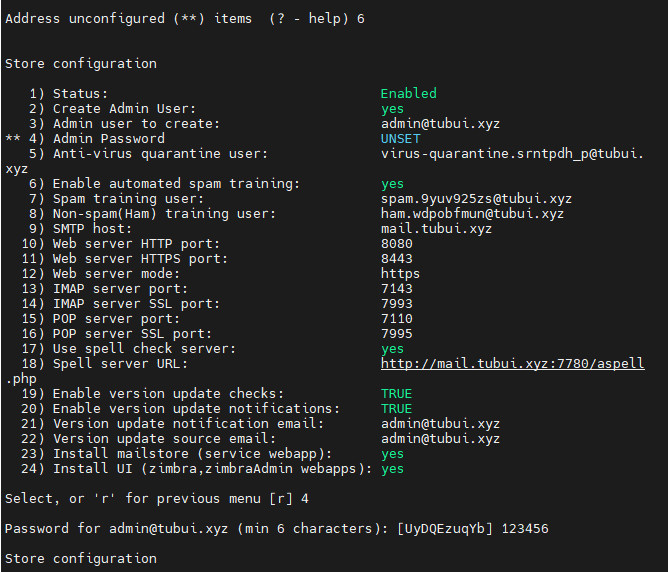 Address unconfigured (**) items  (? - help) 6
Store configuration
   1) Status:                                  Enabled
   2) Create Admin User:                       yes
   3) Admin user to create:                    admin@tubui.xyz
** 4) Admin Password                           UNSET
   5) Anti-virus quarantine user:              virus-quarantine.srntpdh_p@tubui.
xyz
   6) Enable automated spam training:          yes
   7) Spam training user:                      spam.9yuv925zs@tubui.xyz
   8) Non-spam(Ham) training user:             ham.wdpobfmun@tubui.xyz
   9) SMTP host:                               mail.tubui.xyz
  10) Web server HTTP port:                    8080
  11) Web server HTTPS port:                   8443
  12) Web server mode:                         https
  13) IMAP server port:                        7143
  14) IMAP server SSL port:                    7993
  15) POP server port:                         7110
  16) POP server SSL port:                     7995
  17) Use spell check server:                  yes
  18) Spell server URL:                        http://mail.tubui.xyz:7780/aspell
.php
  19) Enable version update checks:            TRUE
  20) Enable version update notifications:     TRUE
  21) Version update notification email:       admin@tubui.xyz
  22) Version update source email:             admin@tubui.xyz
  23) Install mailstore (service webapp):      yes
  24) Install UI (zimbra,zimbraAdmin webapps): yes
Select, or 'r' for previous menu [r] 4
Password for admin@tubui.xyz (min 6 characters): [UyDQEzuqYb] 123456
Store configuration